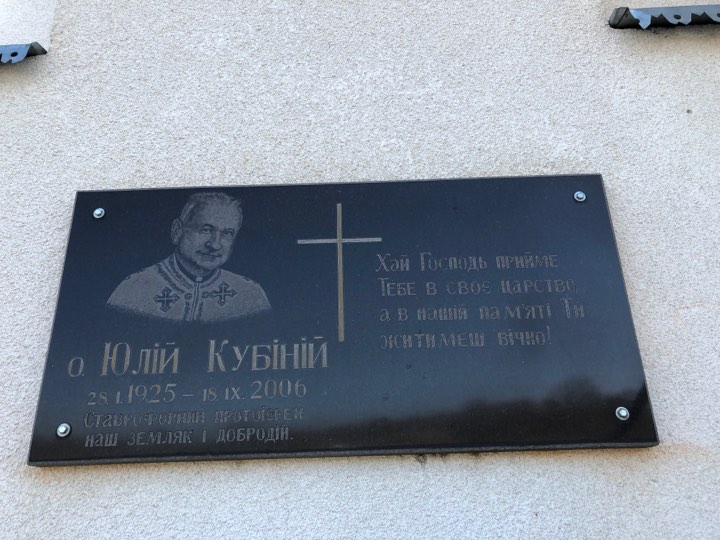 о. Юлій Кубіній
28.I.1925 – 18.IX.2006
Ставрофорний протоієрей
наш земляк і добродій.
Хай Господь прийме
Тебе в своє царство,
а в нашій пам'яті Ти
житимеш вічно!